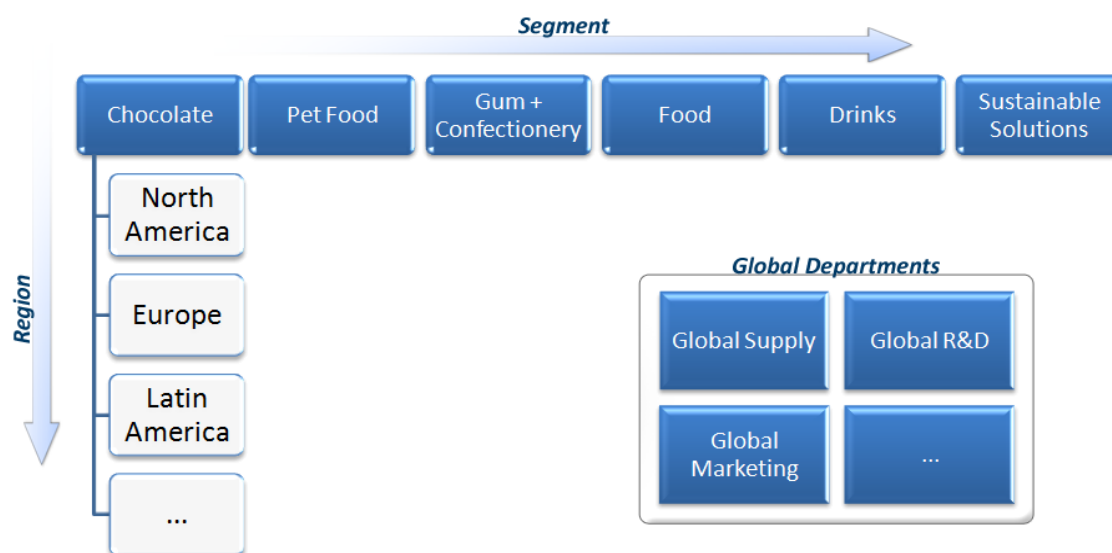 Segment
Chocolate
Pet Food
Gum +
Confectionery
Food
Drinks
Sustainable
Solutions
Region
North
America
Europe
Latin
America
...
Global Departments
Global Supply
Global R&D
Global
Marketing
...